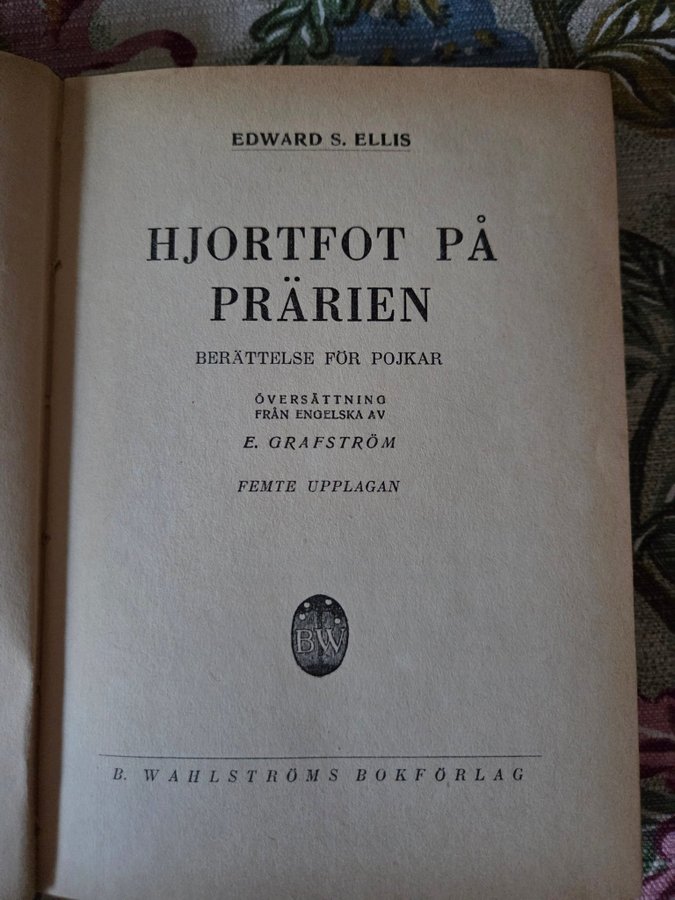 EDWARD S. ELLIS
HJORTFOT PÅ
PRÄRIEN
BERÄTTELSE FÖR POJKAR
ÖVERSÄTTNING
FRÅN ENGELSKA AV
E. GRAFSTRÖM
FEMTE UPPLAGAN
BW
B. WAHLSTRÖMS BOKFÖRLAG